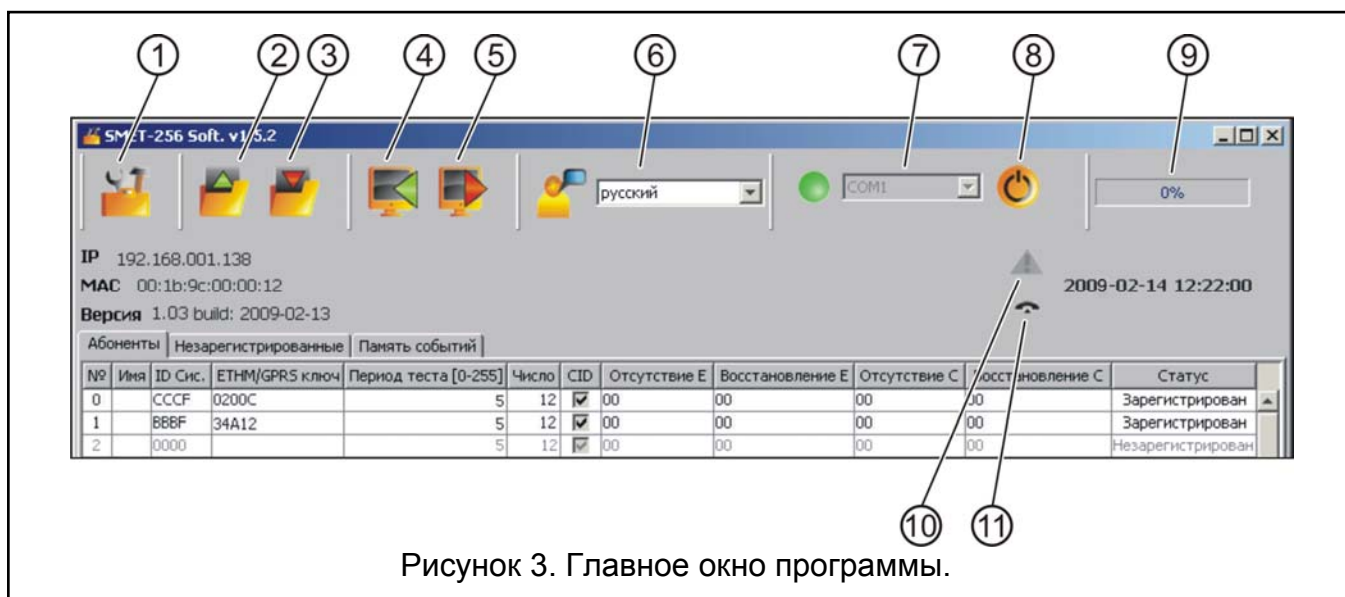 1 2 3 4 5 6 7 8 9
SMET-256 Soft. v1.5.2
русский COM1 0%
IP 192.168.001.138
MAC 00:1b:9c:00:00:12 2009-02-14 12:22:00
Версия 1.03 build: 2009-02-13
Абоненты Незарегистрированные Память событий
№ Имя ID Сис. ETHM/GPRS ключ Период теста [0-255] Число CID Отсутствие E Восстановление E Отсутствие C Восстановление C Статус
0 CCCF 0200C 5 12 00 00 00 00 Зарегистрирован
1 BBBF 34A12 5 12 00 00 00 00 Зарегистрирован
2 0000 5 12 00 00 00 00 Незарегистрирован
10 11
Рисунок 3. Главное окно программы.